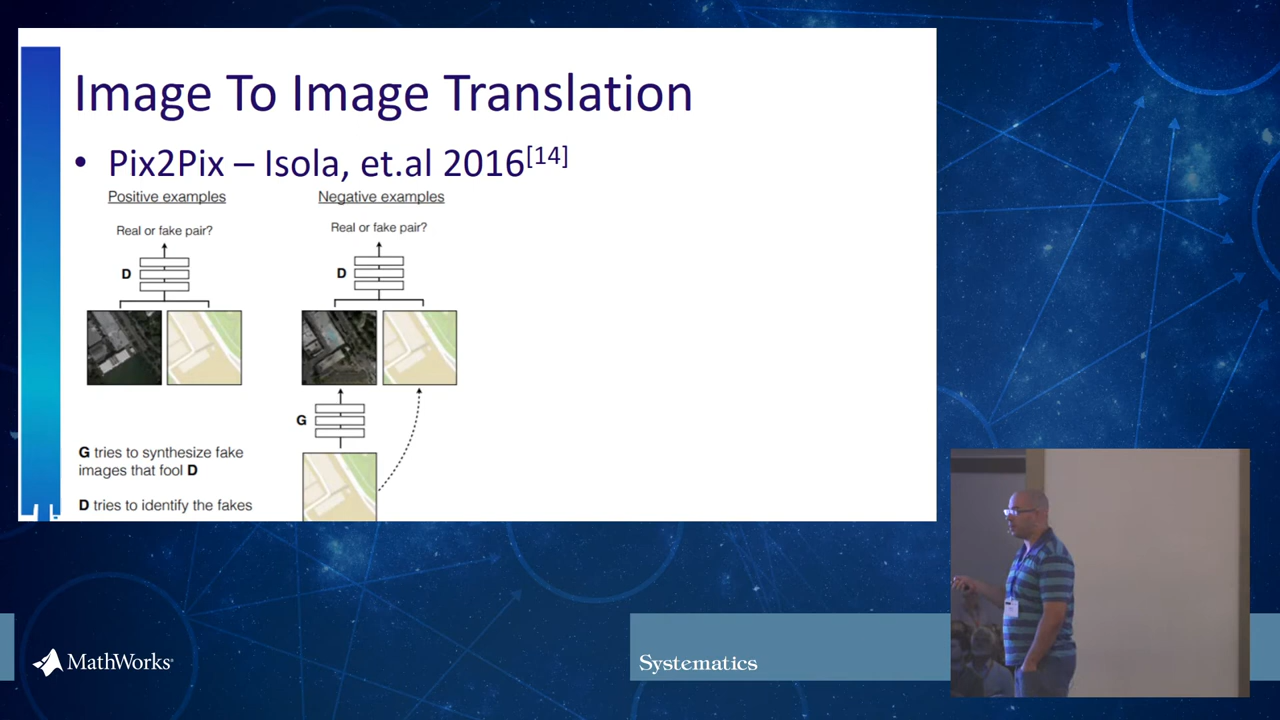 Image To Image Translation
• Pix2Pix – Isola, et.al 2016[14]
Positive examples
Negative examples
Real or fake pair?
Real or fake pair?
D
D
G
G tries to synthesize fake
images that fool D
D tries to identify the fakes
MathWorks
Systematics